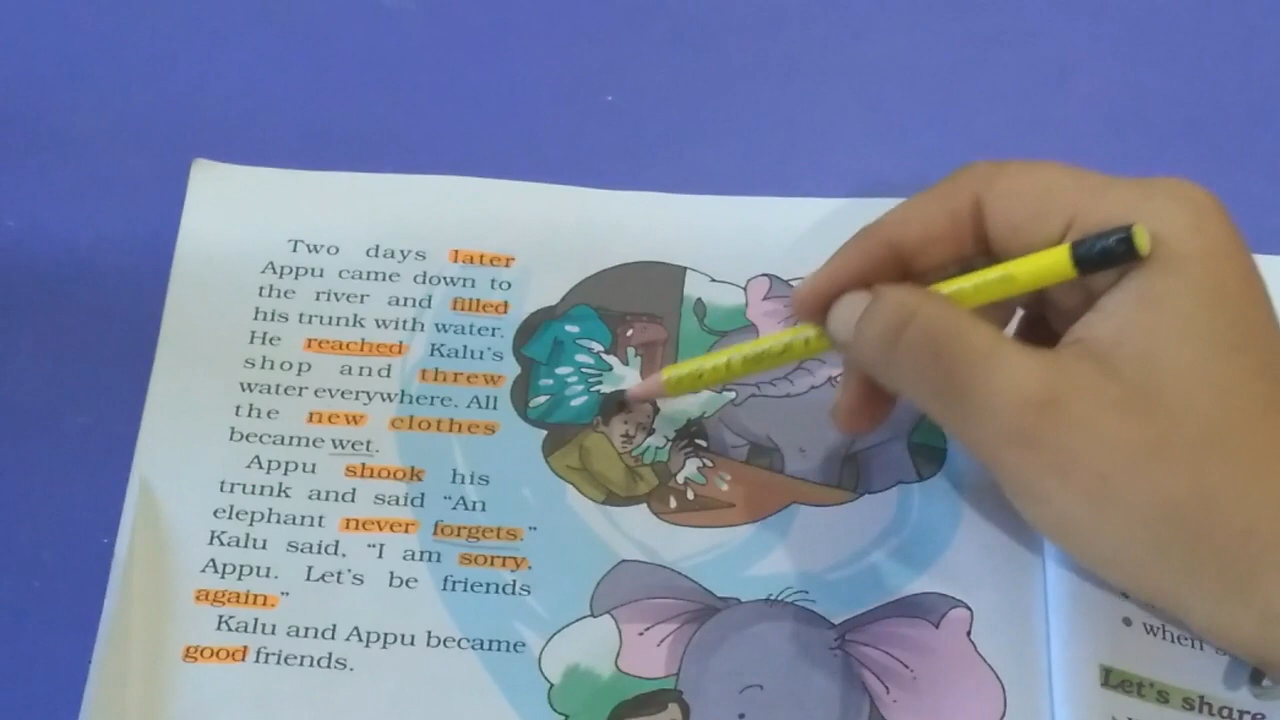 Two days later
Appu came down to
the river and filled
his trunk with water.
He reached Kalu's
shop and threw
water everywhere. All
the new clothes
became wet.
Appu shook his
trunk and said "An
elephant never forgets."
Kalu said, "I am sorry,
Appu. Let's be friends
again."
Kalu and Appu became
good friends.
• when
Let's share